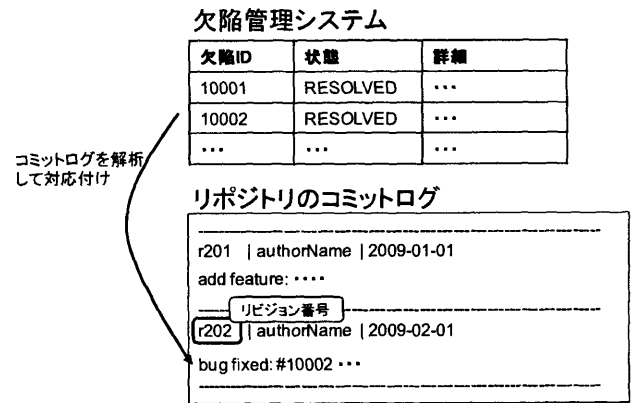 欠陥管理システム
欠陥ID 状態 詳細
10001 RESOLVED ・・・
10002 RESOLVED ・・・
・・・ ・・・ ・・・
コミットログを解析
して対応付け
リポジトリのコミットログ
r201 | authorName | 2009-01-01
add feature: ・・・・
リビジョン番号
r202 | authorName | 2009-02-01
bug fixed: #10002 ・・・